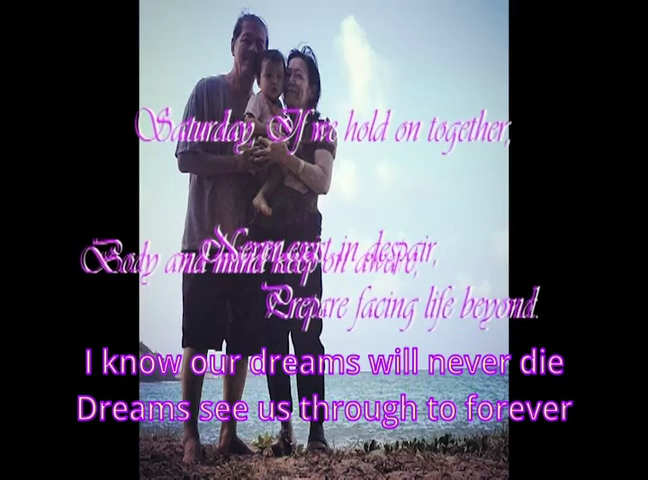 Saturday, If we hold on together,
Never exist in despair,
Body and mind keep on aware,
Prepare facing life beyond.
I know our dreams will never die
Dreams see us through to forever